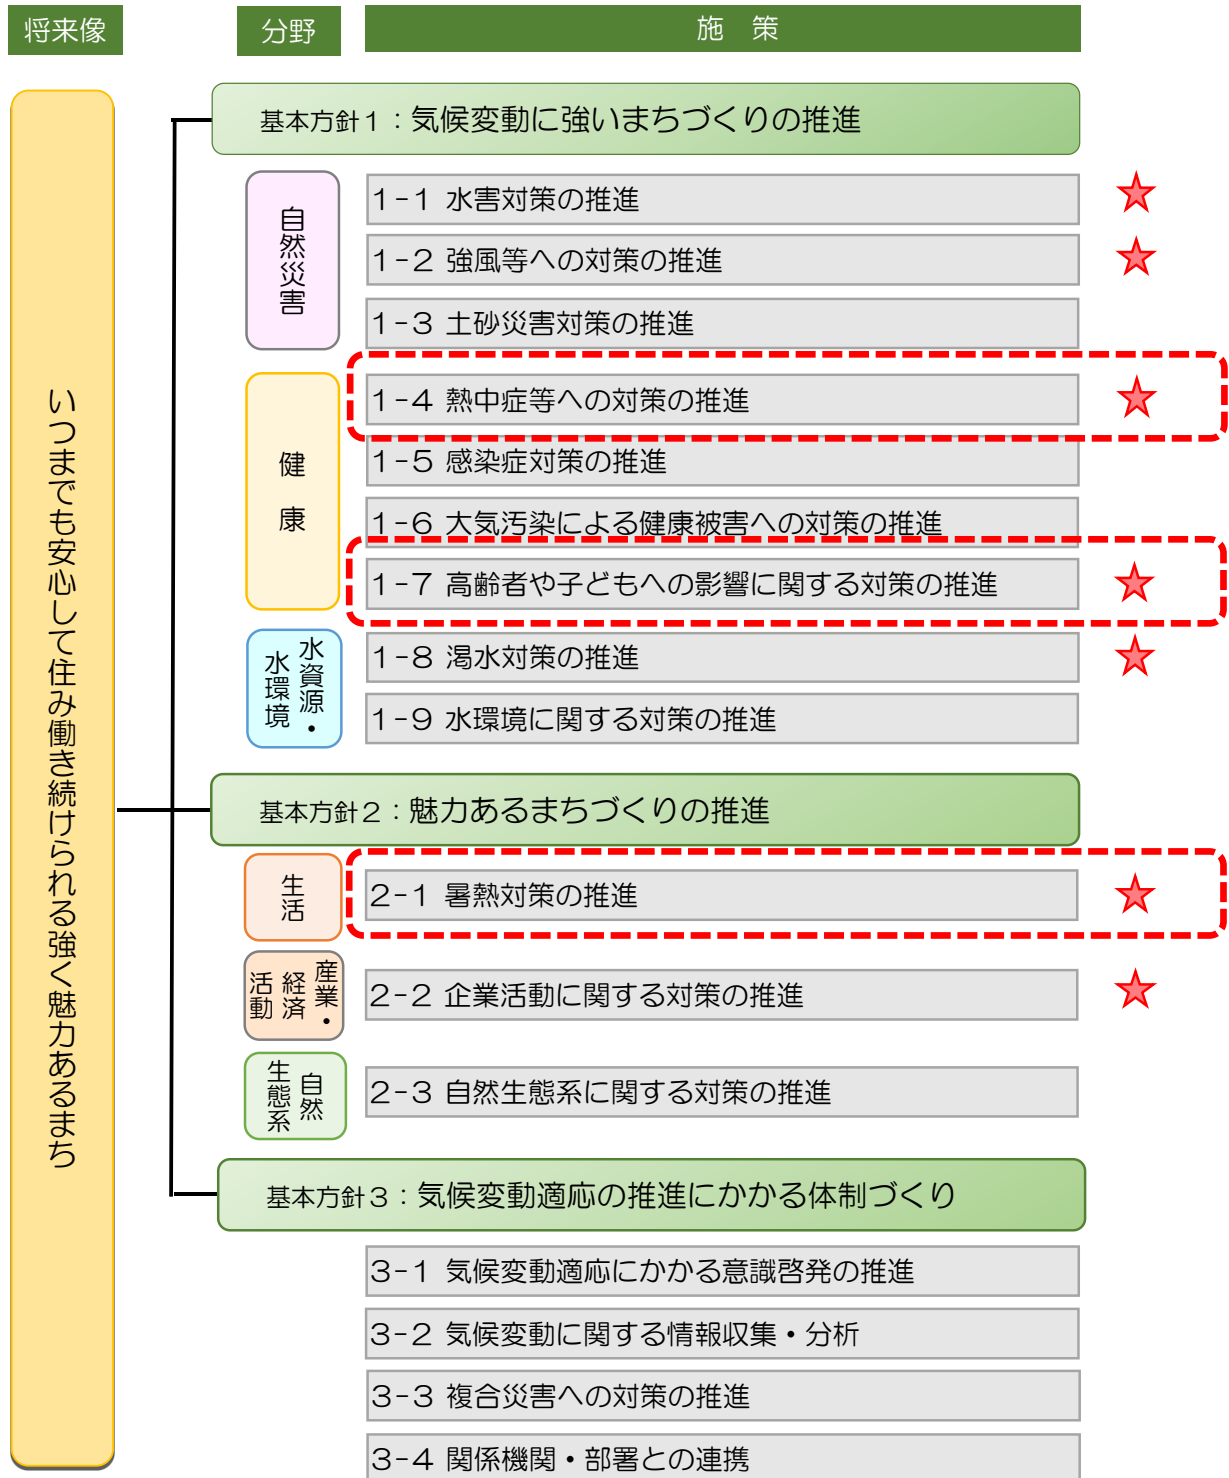 将来像
分野
施　策
いつまでも安心して住み働き続けられる強く魅力あるまち
基本方針１：気候変動に強いまちづくりの推進
自然災害
１-１ 水害対策の推進
１-２ 強風等への対策の推進
１-３ 土砂災害対策の推進
健　康
１-４ 熱中症等への対策の推進
１-５ 感染症対策の推進
１-６ 大気汚染による健康被害への対策の推進
１-７ 高齢者や子どもへの影響に関する対策の推進
水資源・
水環境
１-８ 渇水対策の推進
１-９ 水環境に関する対策の推進
基本方針２：魅力あるまちづくりの推進
生活
２-１ 暑熱対策の推進
産業・
経済
活動
２-２ 企業活動に関する対策の推進
自然
生態系
２-３ 自然生態系に関する対策の推進
基本方針３：気候変動適応の推進にかかる体制づくり
３-１ 気候変動適応にかかる意識啓発の推進
３-２ 気候変動に関する情報収集・分析
３-３ 複合災害への対策の推進
３-４ 関係機関・部署との連携